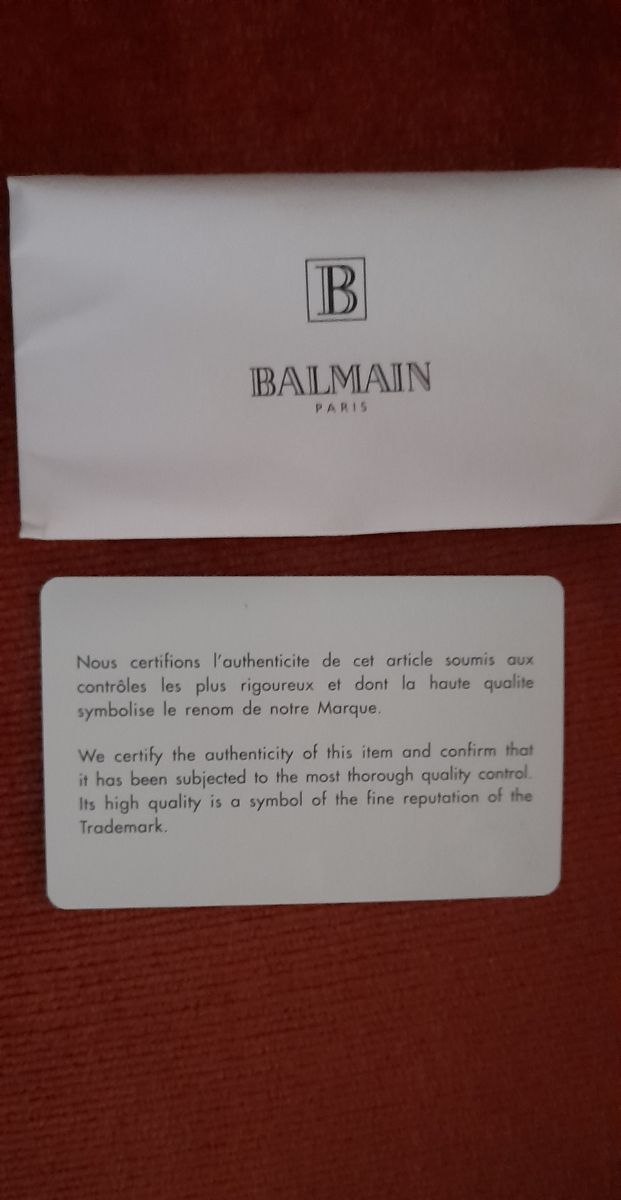 B
BALMAIN
PARIS
Nous certifions l'authenticite de cet article soumis aux
contrôles les plus rigoureux et dont la haute qualite
symbolise le renom de notre Marque.
We certify the authenticity of this item and confirm that
it has been subjected to the most thorough quality control.
Its high quality is a symbol of the fine reputation of the
Trademark.